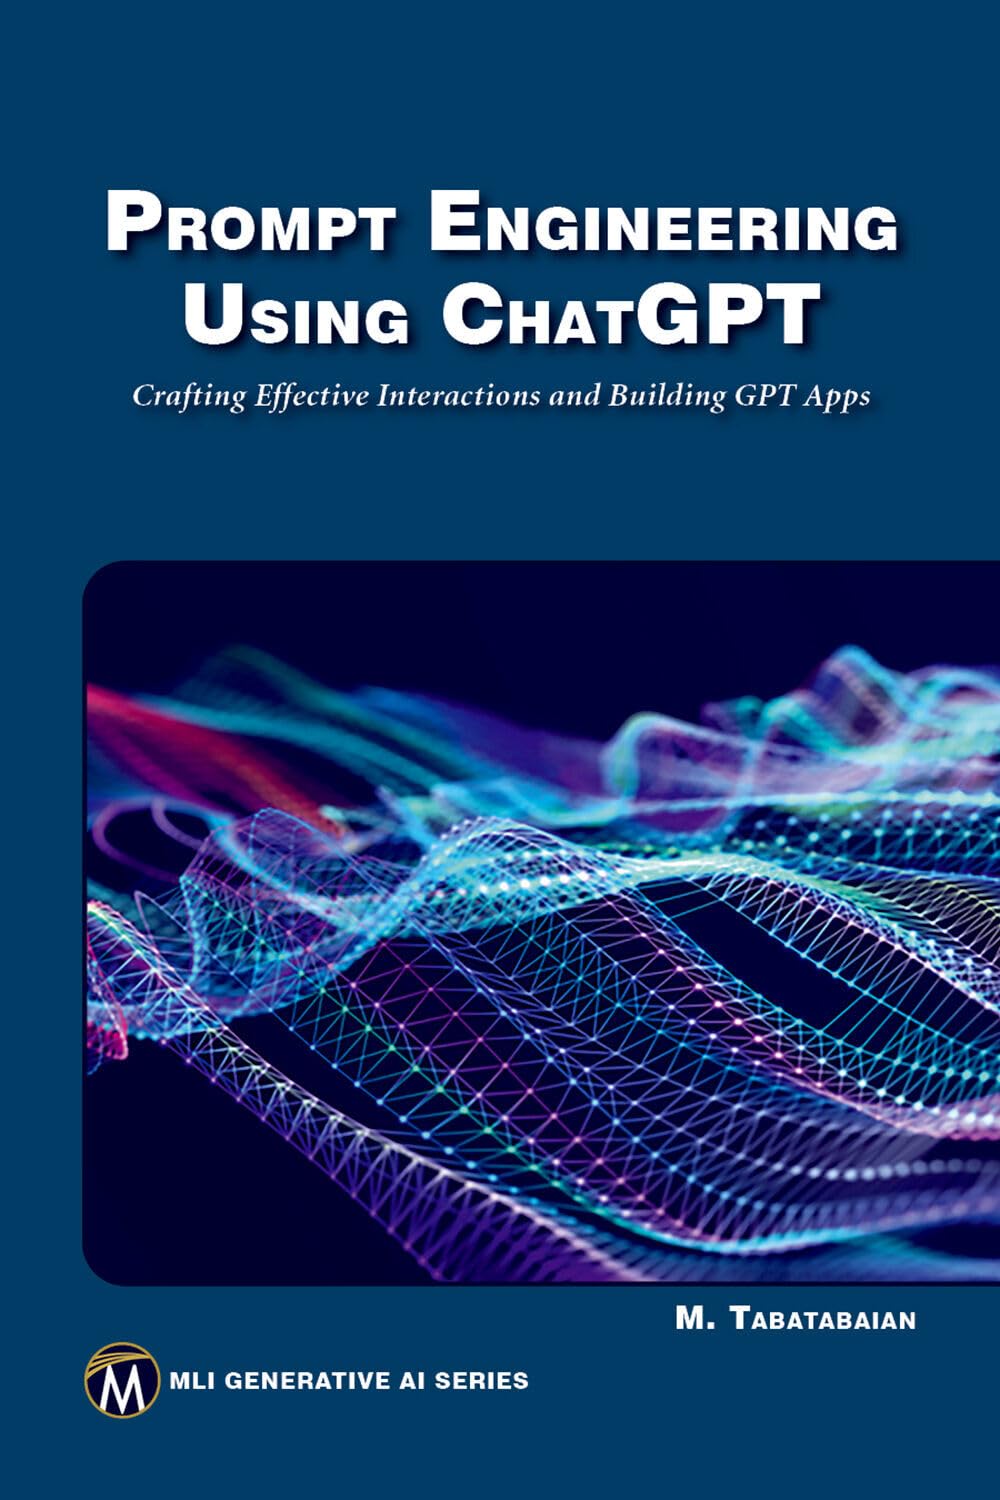 PROMPT ENGINEERING
USING CHATGPT
Crafting Effective Interactions and Building GPT Apps
M. TABATABAIAN
M MLI GENERATIVE AI SERIES